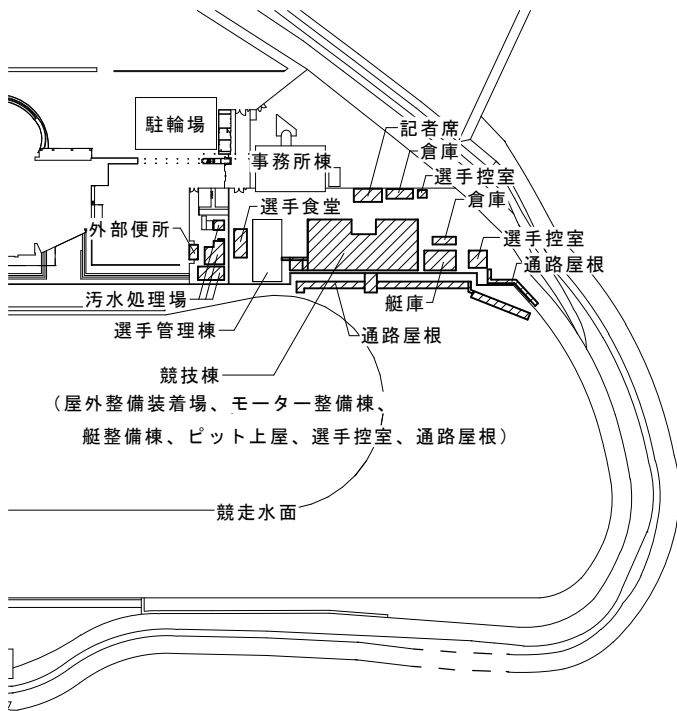 駐輪場
記者席
倉庫
事務所棟
選手控室
選手食堂
倉庫
外部便所
選手控室
通路屋根
汚水処理場
艇庫
選手管理棟
通路屋根
競技棟
（屋外整備装着場、モーター整備棟、
艇整備棟、ピット上屋、選手控室、通路屋根）
競走水面